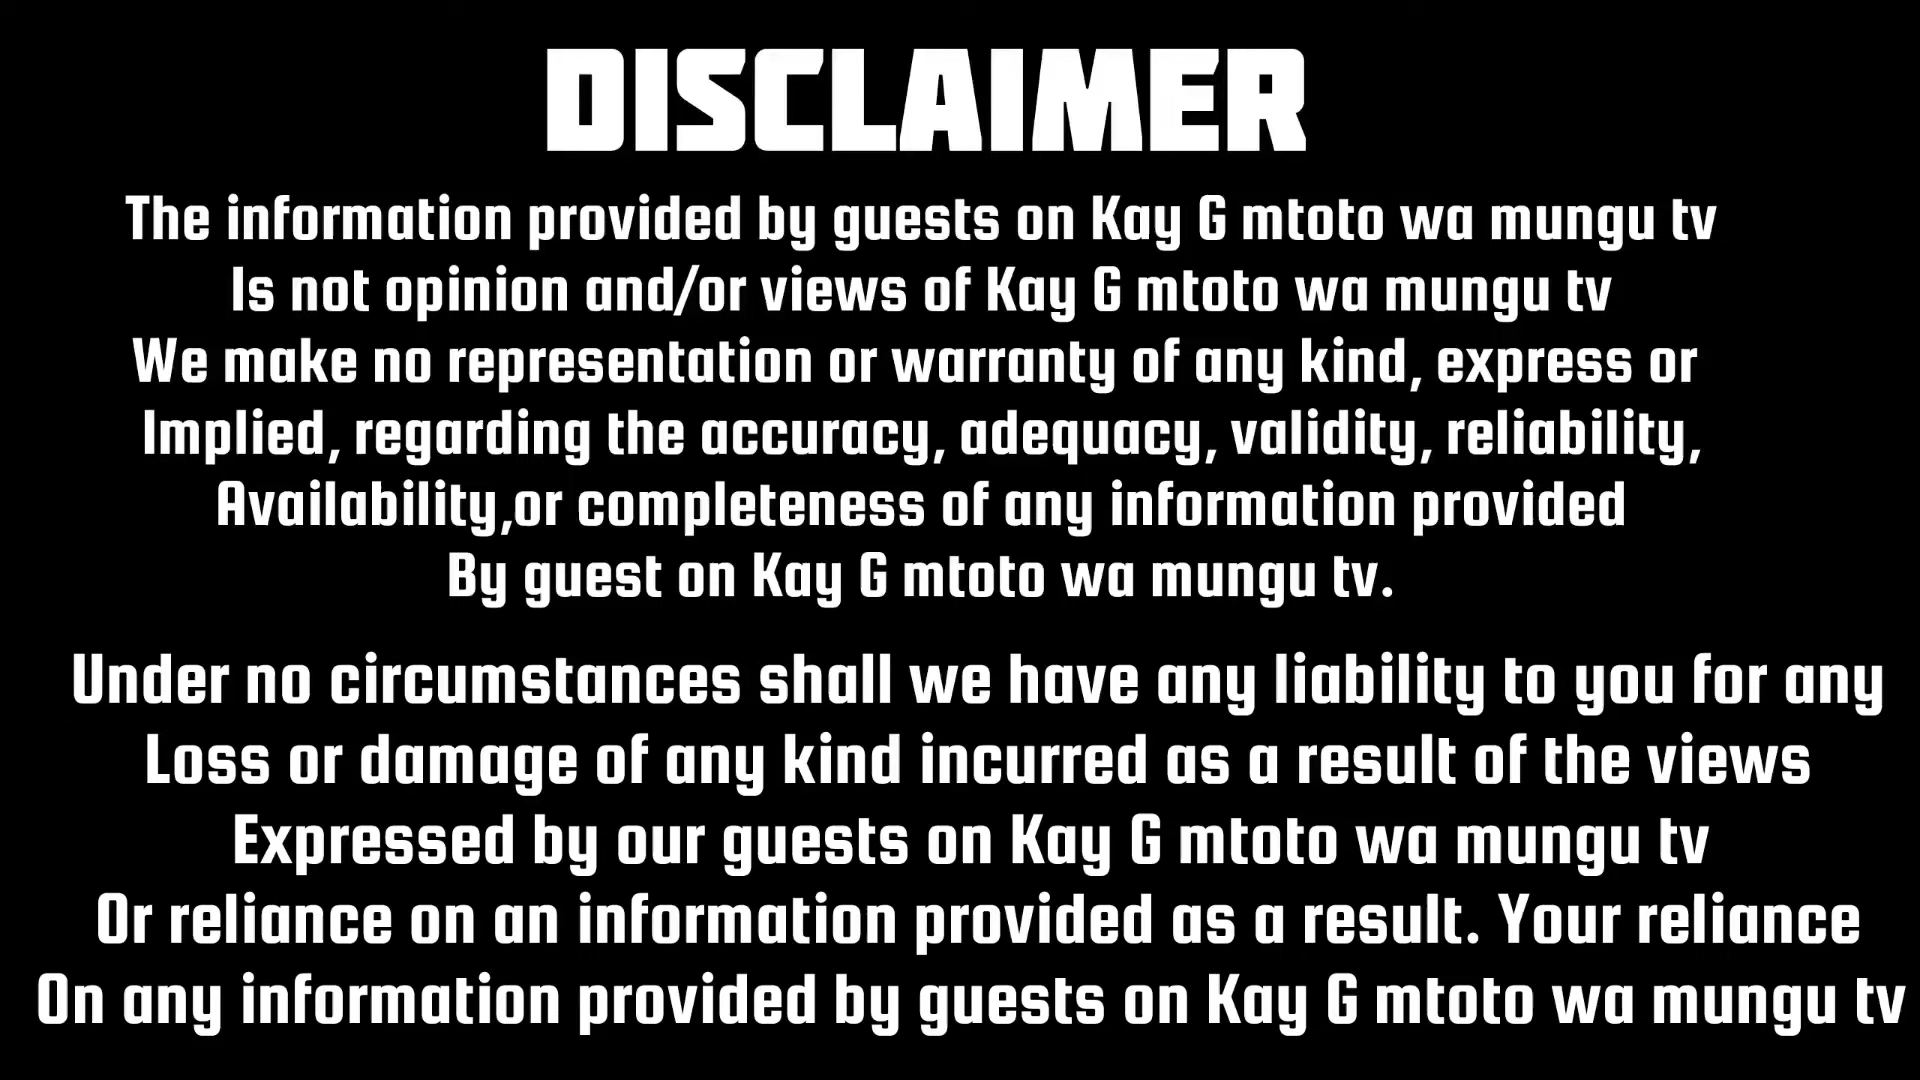 DISCLAIMER
The information provided by guests on Kay G mtoto wa mungu tv
Is not opinion and/or views of Kay G mtoto wa mungu tv
We make no representation or warranty of any kind, express or
Implied, regarding the accuracy, adequacy, validity, reliability,
Availability,or completeness of any information provided
By guest on Kay G mtoto wa mungu tv.
Under no circumstances shall we have any liability to you for any
Loss or damage of any kind incurred as a result of the views
Expressed by our guests on Kay G mtoto wa mungu tv
Or reliance on an information provided as a result. Your reliance
On any information provided by guests on Kay G mtoto wa mungu tv